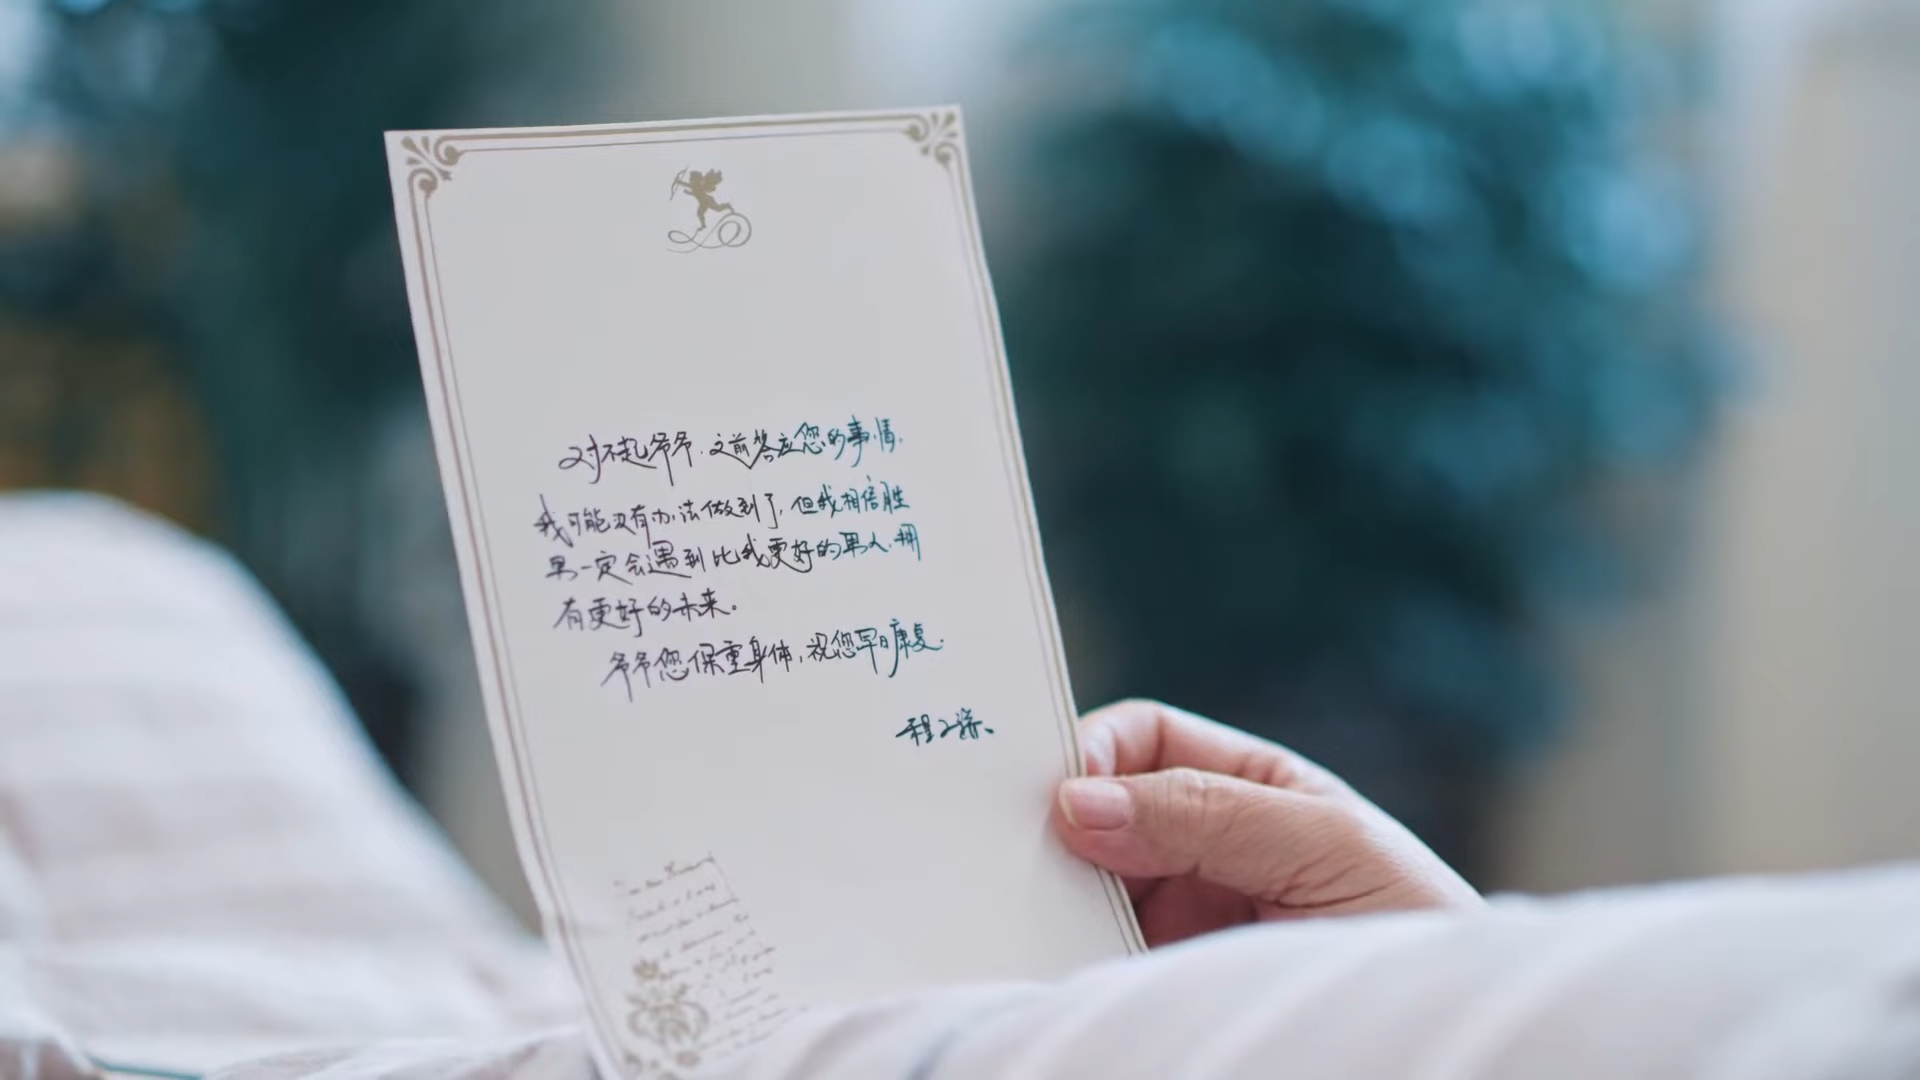 对不起爷爷，之前答应您的事情，
我可能没有办法做到了，但我相信胜
男一定会遇到比我更好的男人，拥
有更好的未来。
爷爷您保重身体，祝您早日康复。
程子